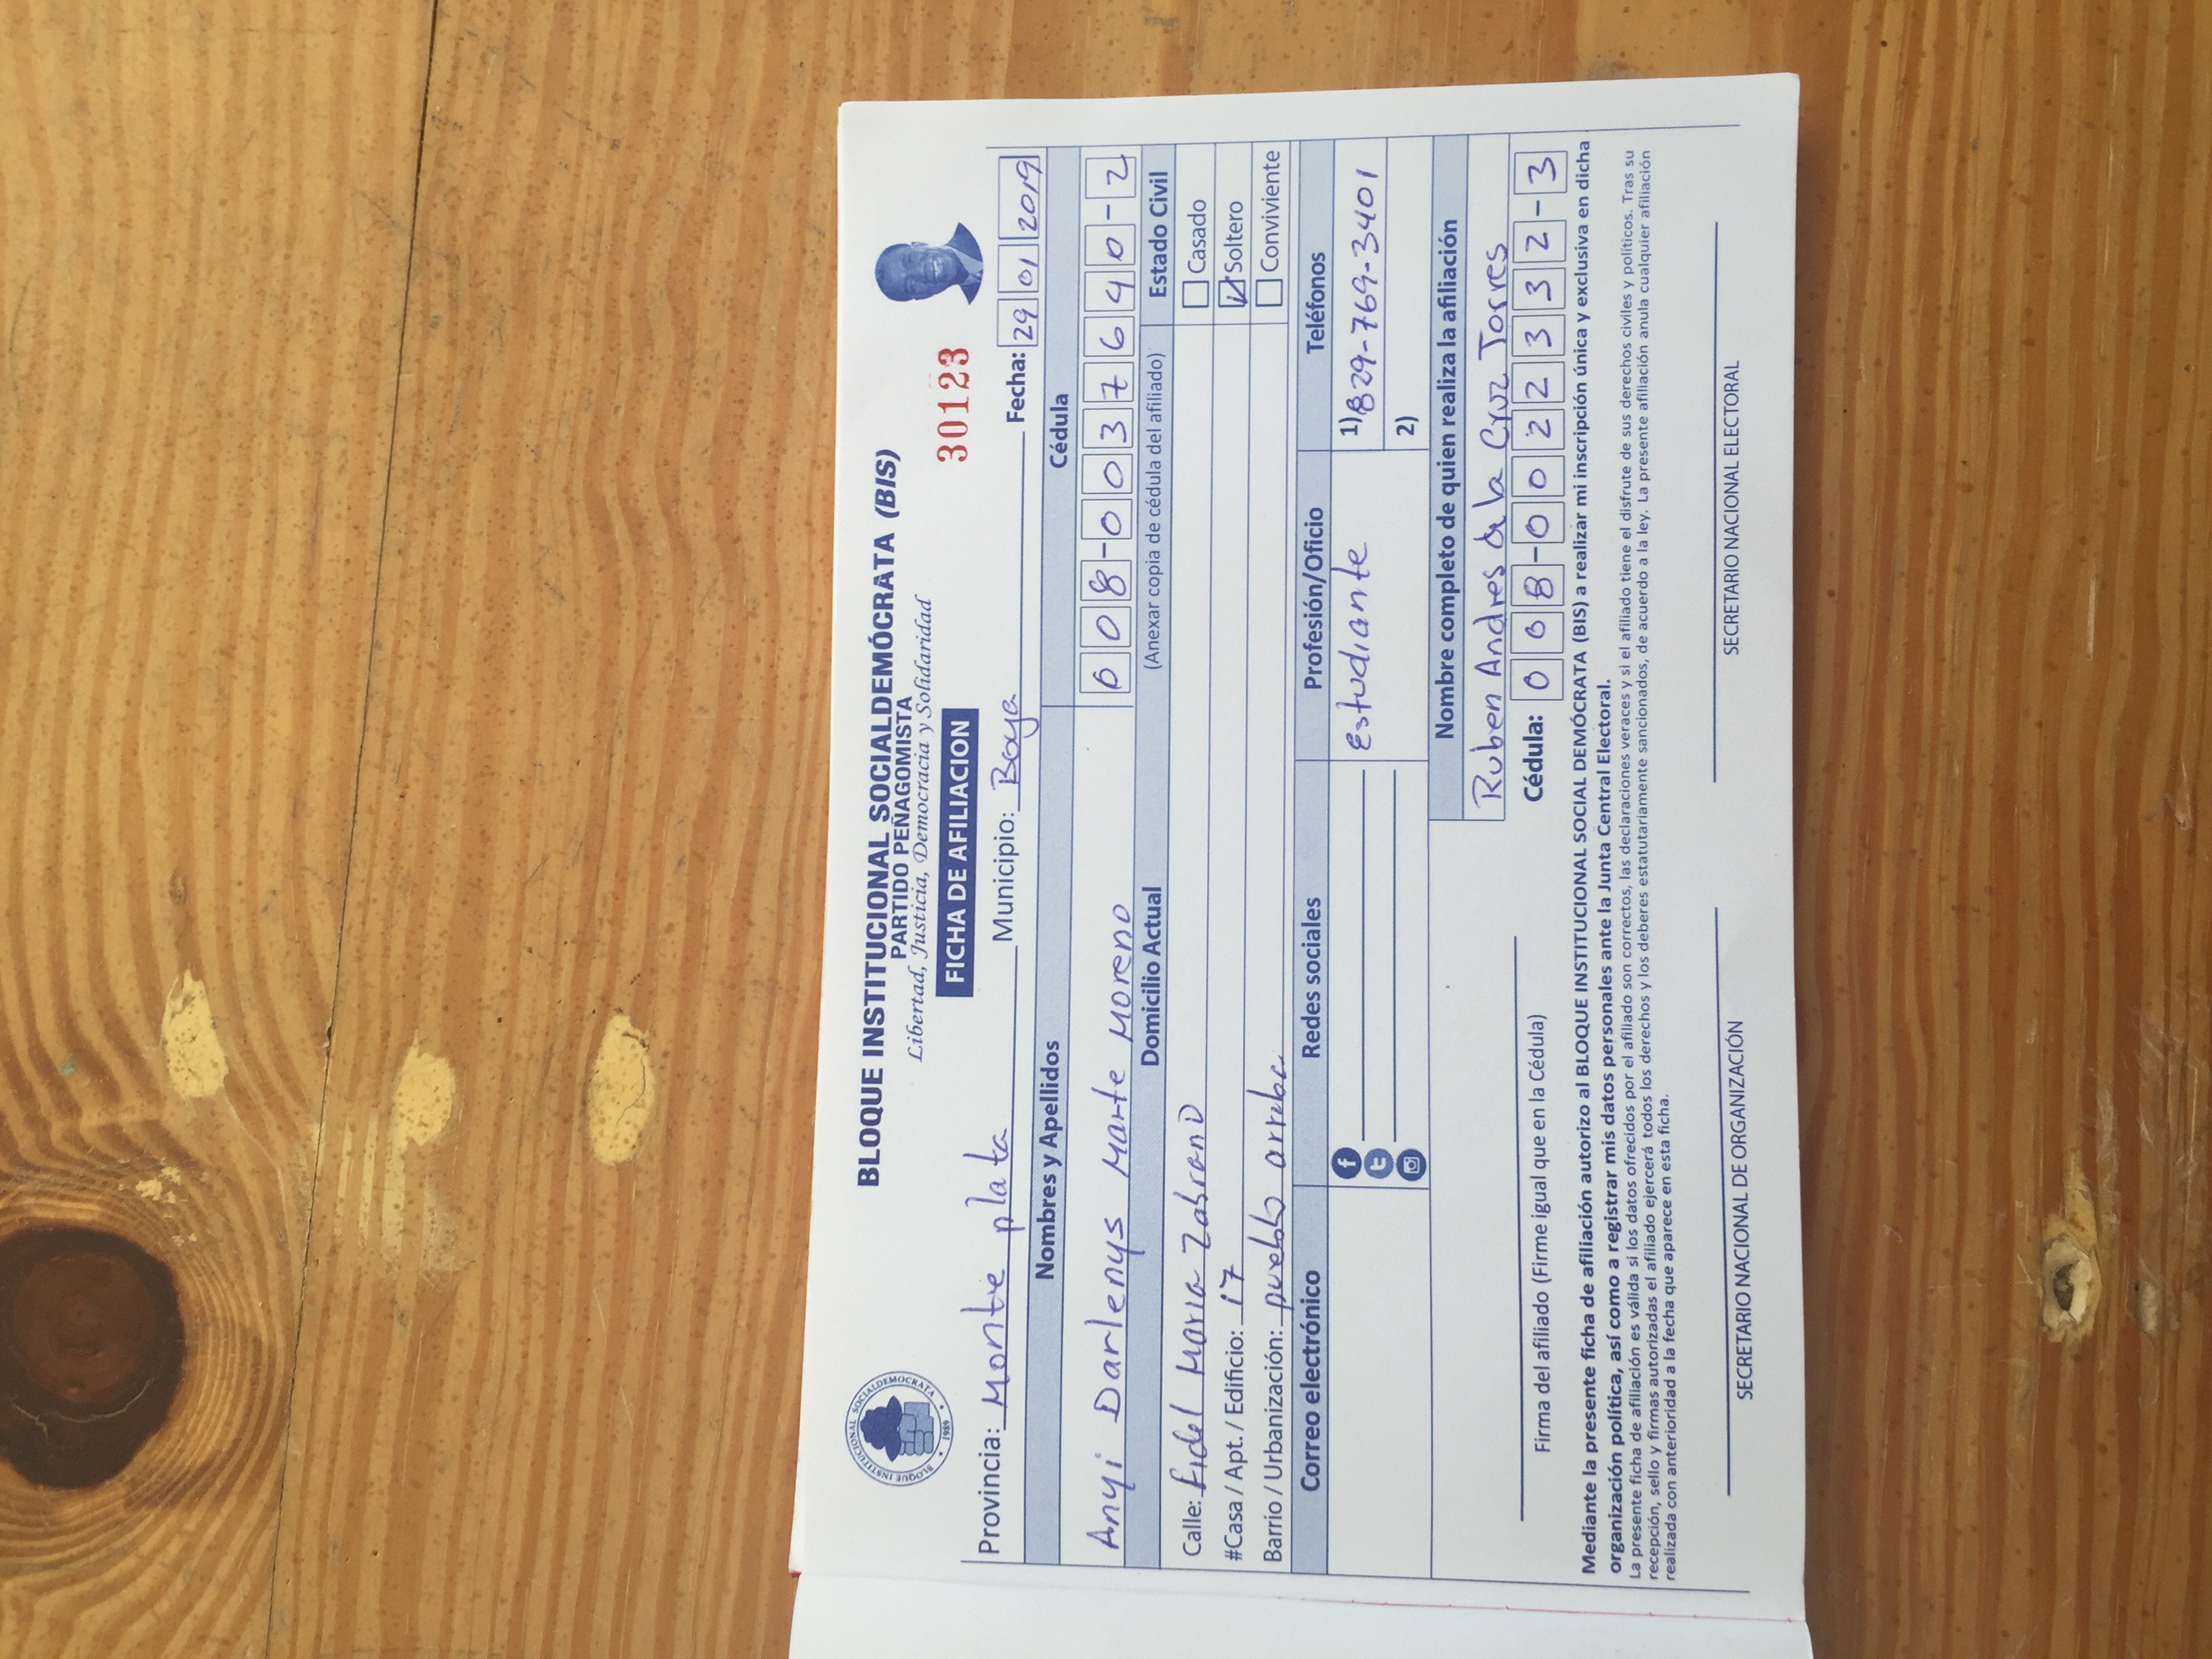 BLOQUE INSTITUCIONAL SOCIALDEMOCRATA • 1989 •
BLOQUE INSTITUCIONAL SOCIALDEMÓCRATA (BIS)
PARTIDO PEÑAGOMISTA
Libertad, Justicia, Democracia y Solidaridad
FICHA DE AFILIACION
30123
Provincia: Monte plata Municipio: Boya Fecha: 29 01 2019
Nombres y Apellidos Cédula
Anyi Darlenys Marte Moreno 008-0037640-2
Domicilio Actual (Anexar copia de cédula del afiliado) Estado Civil
Calle: Fidel Maria Zabrano Casado
#Casa / Apt. / Edificio: 17 Soltero
Barrio / Urbanización: pueblo arriba Conviviente
Correo electrónico Redes sociales Profesión/Oficio Teléfonos
Estudiante 1) 829-769-3401
2)
Nombre completo de quien realiza la afiliación
Ruben Andres de la Cruz Torres
Cédula: 008-0022332-3
Firma del afiliado (Firme igual que en la Cédula)
Mediante la presente ficha de afiliación autorizo al BLOQUE INSTITUCIONAL SOCIAL DEMÓCRATA (BIS) a realizar mi inscripción única y exclusiva en dicha
organización política, así como a registrar mis datos personales ante la Junta Central Electoral.
La presente ficha de afiliación es válida si los datos ofrecidos por el afiliado son correctos, las declaraciones veraces y si el afiliado tiene el disfrute de sus derechos civiles y políticos. Tras su
recepción, sello y firmas autorizadas el afiliado ejercerá todos los derechos y los deberes estatutariamente sancionados, de acuerdo a la ley. La presente afiliación anula cualquier afiliación
realizada con anterioridad a la fecha que aparece en esta ficha.
SECRETARIO NACIONAL DE ORGANIZACIÓN SECRETARIO NACIONAL ELECTORAL